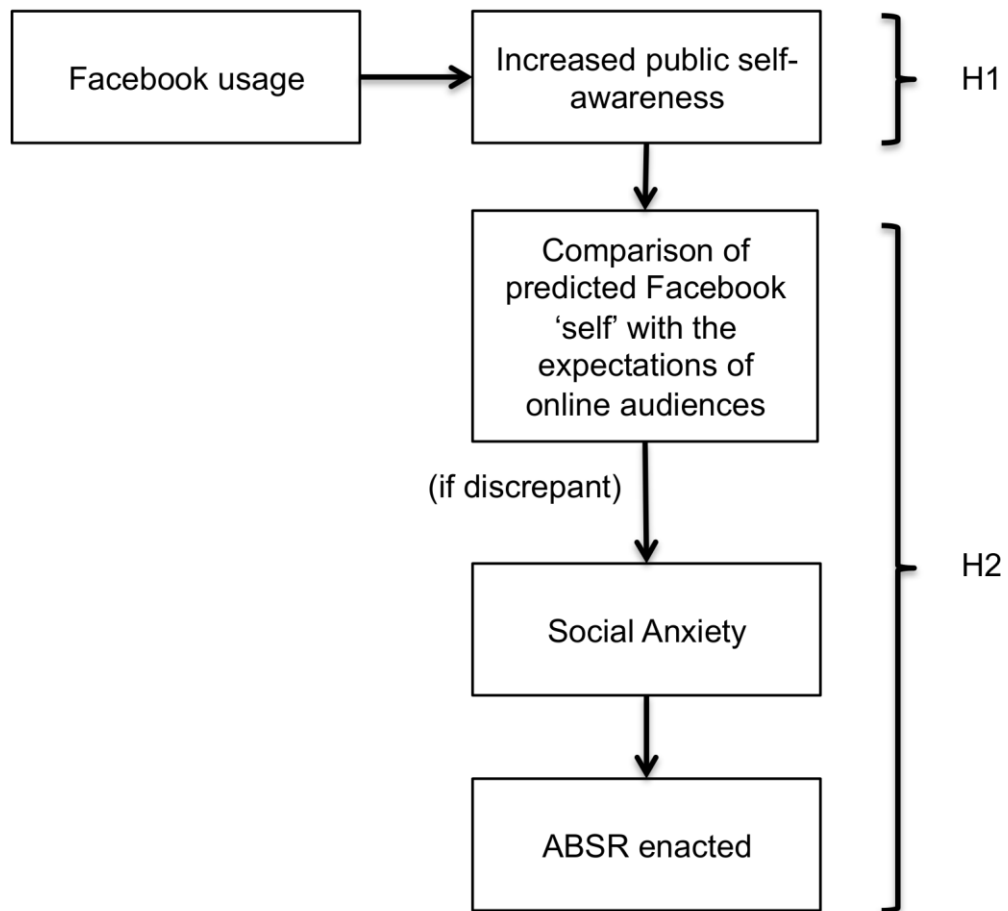 Facebook usage
Increased public self-
awareness
H1
Comparison of
predicted Facebook
‘self’ with the
expectations of
online audiences
(if discrepant)
H2
Social Anxiety
ABSR enacted